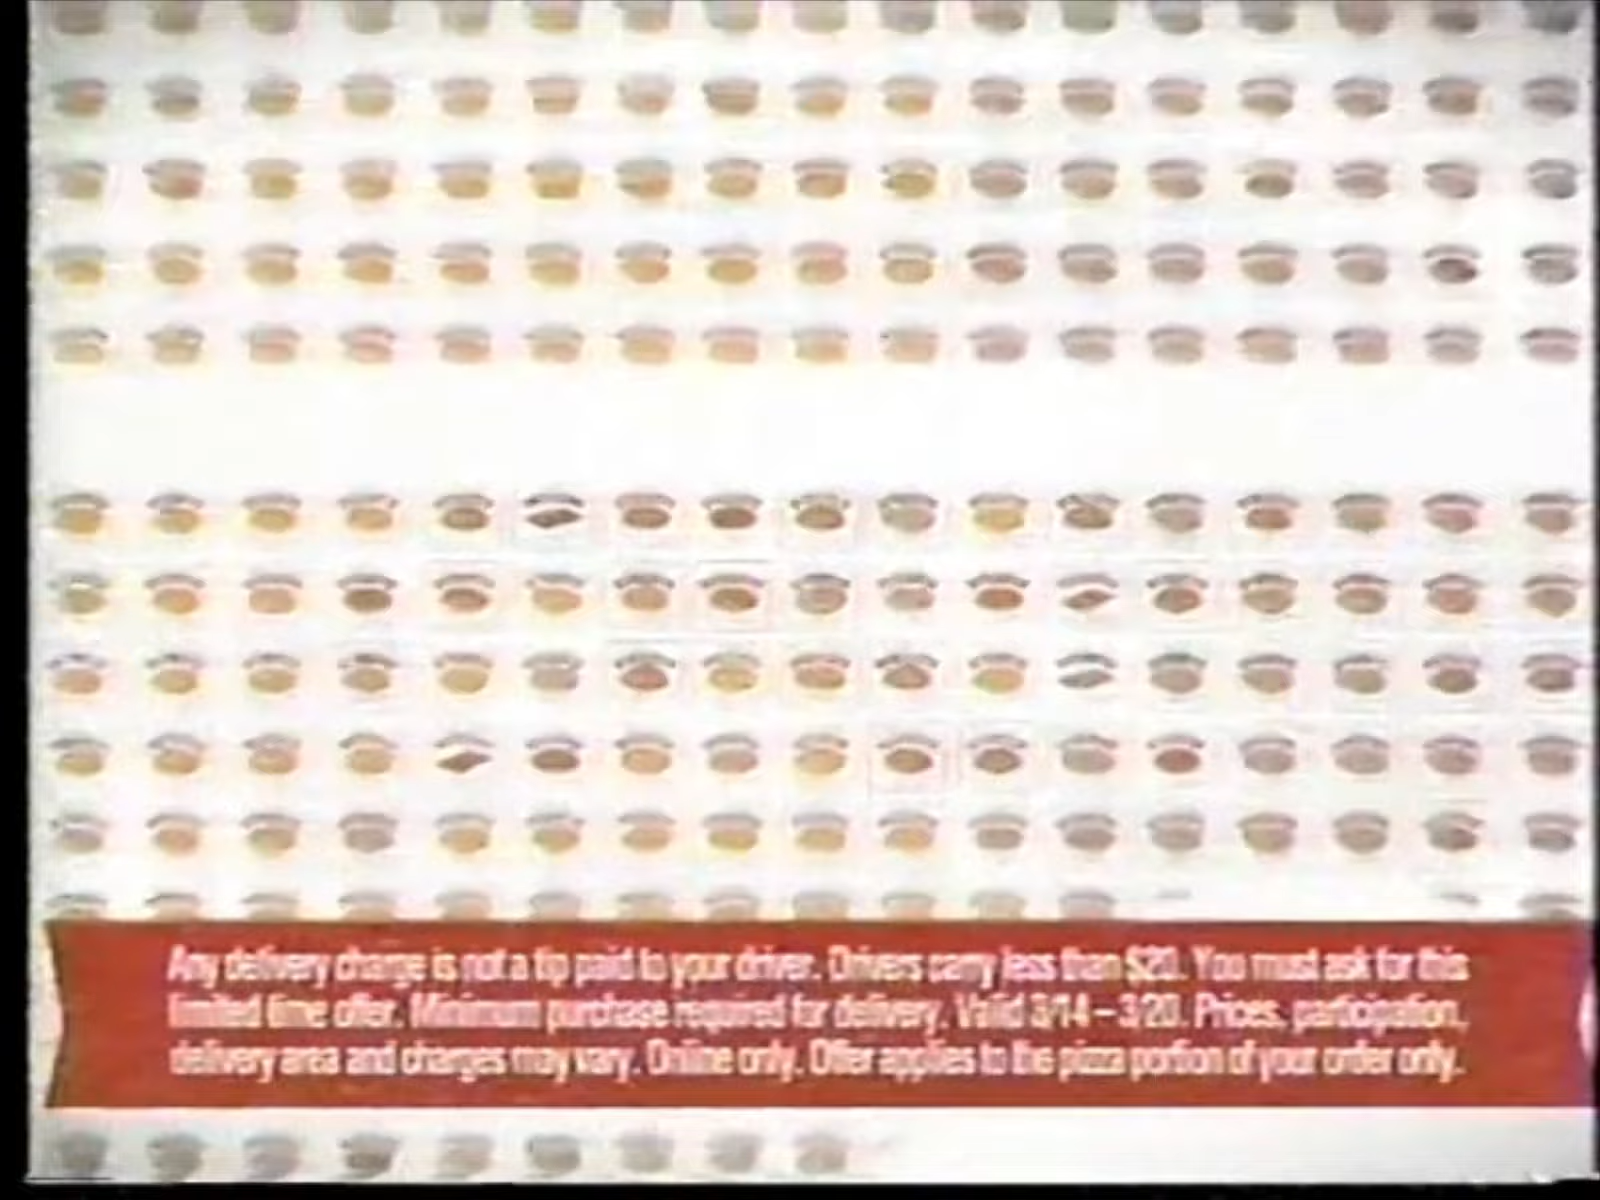 Any delivery charge is not a tip paid to your driver. Drivers carry less than $20. You must ask for this
limited time offer. Minimum purchase required for delivery. Valid 3/14 – 3/20. Prices, participation,
delivery area and charges may vary. Online only. Offer applies to the pizza portion of your order only.